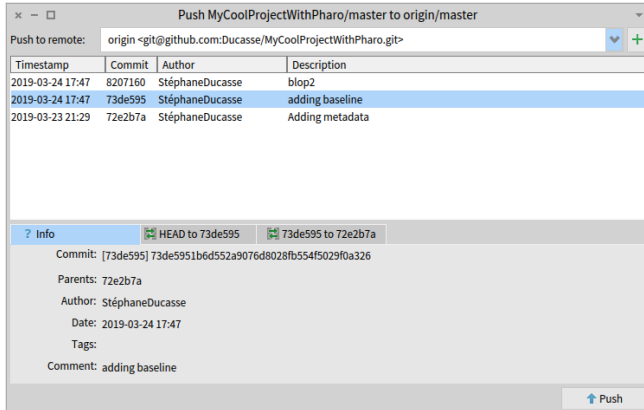 Push MyCoolProjectWithPharo/master to origin/master
Push to remote: origin <git@github.com:Ducasse/MyCoolProjectWithPharo.git>
Timestamp Commit Author Description
2019-03-24 17:47 8207160 StéphaneDucasse blop2
2019-03-24 17:47 73de595 StéphaneDucasse adding baseline
2019-03-23 21:29 72e2b7a StéphaneDucasse Adding metadata
? Info HEAD to 73de595 73de595 to 72e2b7a
Commit: [73de595] 73de5951b6d552a9076d8028fb554f5029f0a326
Parents: 72e2b7a
Author: StéphaneDucasse
Date: 2019-03-24 17:47
Tags:
Comment: adding baseline
Push